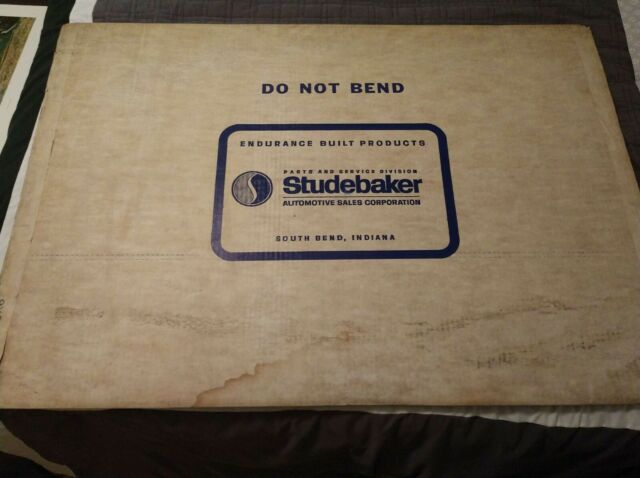 DO NOT BEND
ENDURANCE BUILT PRODUCTS
PARTS AND SERVICE DIVISION
Studebaker
AUTOMOTIVE SALES CORPORATION
SOUTH BEND, INDIANA